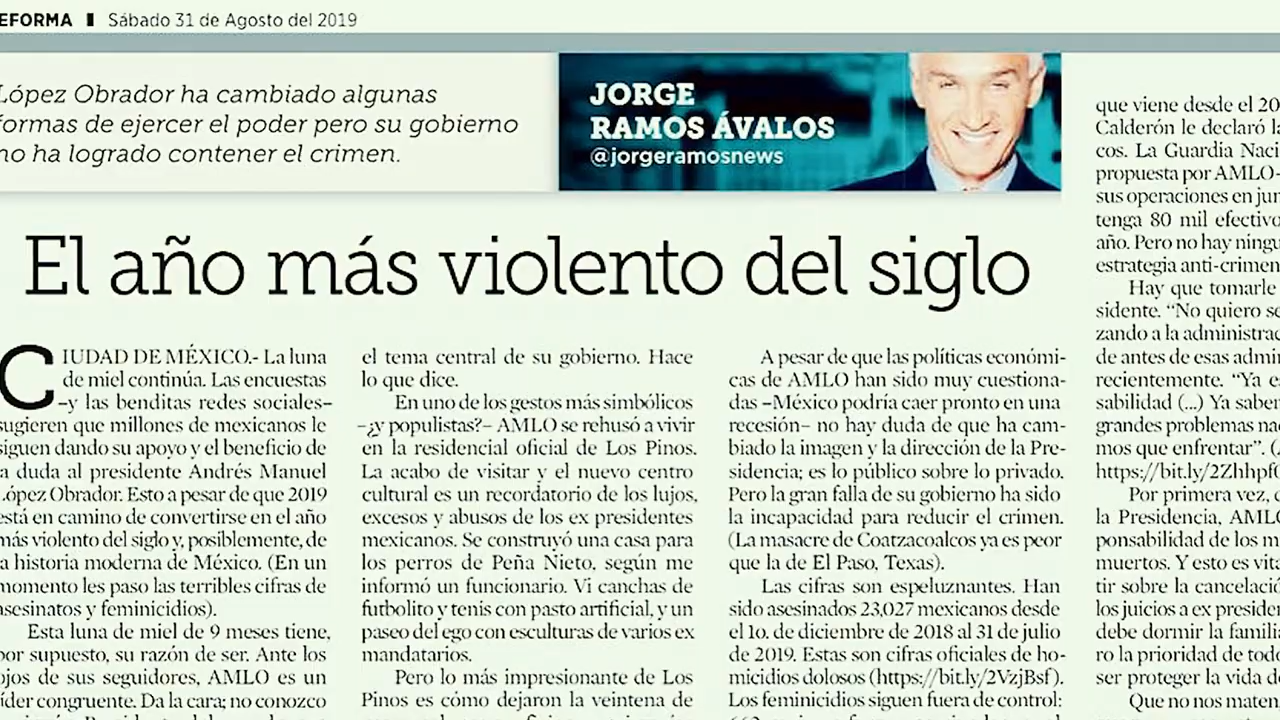 EFORMA Sábado 31 de Agosto del 2019
López Obrador ha cambiado algunas
formas de ejercer el poder pero su gobierno
no ha logrado contener el crimen.
JORGE
RAMOS ÁVALOS
@jorgeramosnews
El año más violento del siglo
CIUDAD DE MÉXICO.- La luna
de miel continúa. Las encuestas
–y las benditas redes sociales–
sugieren que millones de mexicanos le
siguen dando su apoyo y el beneficio de
a duda al presidente Andrés Manuel
López Obrador. Esto a pesar de que 2019
está en camino de convertirse en el año
más violento del siglo y, posiblemente, de
a historia moderna de México. (En un
momento les paso las terribles cifras de
asesinatos y feminicidios).
Esta luna de miel de 9 meses tiene,
por supuesto, su razón de ser. Ante los
ojos de sus seguidores, AMLO es un
íder congruente. Da la cara; no conozco
el tema central de su gobierno. Hace
lo que dice.
En uno de los gestos más simbólicos
–¿y populistas?– AMLO se rehusó a vivir
en la residencial oficial de Los Pinos.
La acabo de visitar y el nuevo centro
cultural es un recordatorio de los lujos,
excesos y abusos de los ex presidentes
mexicanos. Se construyó una casa para
los perros de Peña Nieto, según me
informó un funcionario. Vi canchas de
futbolito y tenis con pasto artificial, y un
paseo del ego con esculturas de varios ex
mandatarios.
Pero lo más impresionante de Los
Pinos es cómo dejaron la veintena de
A pesar de que las políticas económi-
cas de AMLO han sido muy cuestiona-
das –México podría caer pronto en una
recesión– no hay duda de que ha cam-
biado la imagen y la dirección de la Pre-
sidencia; es lo público sobre lo privado.
Pero la gran falla de su gobierno ha sido
la incapacidad para reducir el crimen.
(La masacre de Coatzacoalcos ya es peor
que la de El Paso, Texas).
Las cifras son espeluznantes. Han
sido asesinados 23,027 mexicanos desde
el 1o. de diciembre de 2018 al 31 de julio
de 2019. Estas son cifras oficiales de ho-
micidios dolosos (https://bit.ly/2VzjBsf).
Los feminicidios siguen fuera de control:
que viene desde el 20
Calderón le declaró l
cos. La Guardia Naci
propuesta por AMLO–
sus operaciones en jun
tenga 80 mil efectivo
año. Pero no hay ningu
estrategia anti-crimen
Hay que tomarle
sidente. “No quiero se
zando a la administrac
de antes de esas admi
recientemente. “Ya e
sabilidad (...) Ya saber
grandes problemas na
mos que enfrentar”. (
https://bit.ly/2Zhhpf
Por primera vez, 
la Presidencia, AMLO
ponsabilidad de los m
muertos. Y esto es vita
tir sobre la cancelació
los juicios a ex presiden
debe dormir la famili
ro la prioridad de todo
ser proteger la vida de
Que no nos maten